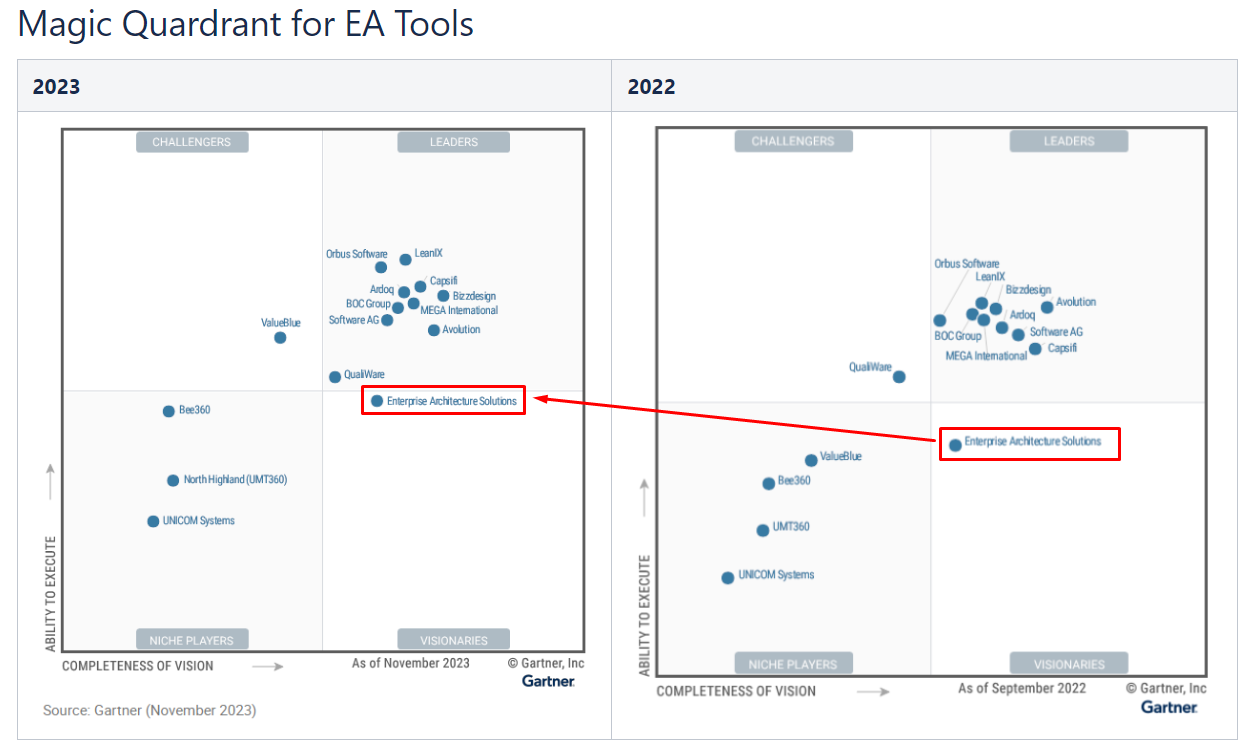 Magic Quardrant for EA Tools
2023
2022
CHALLENGERS
LEADERS
Orbus Software
LeanIX
Ardoq
Capsifi
BOC Group
Bizzdesign
MEGA International
Software AG
Avolution
ValueBlue
QualiWare
Enterprise Architecture Solutions
Bee360
North Highland (UMT360)
UNICOM Systems
ABILITY TO EXECUTE
NICHE PLAYERS
VISIONARIES
COMPLETENESS OF VISION
As of November 2023
© Gartner, Inc
Gartner
Source: Gartner (November 2023)
CHALLENGERS
LEADERS
Orbus Software
LeanIX
Bizzdesign
Avolution
Ardoq
BOC Group
Software AG
MEGA International
Capsifi
QualiWare
Enterprise Architecture Solutions
ValueBlue
Bee360
UMT360
UNICOM Systems
ABILITY TO EXECUTE
NICHE PLAYERS
VISIONARIES
COMPLETENESS OF VISION
As of September 2022
© Gartner, Inc
Gartner